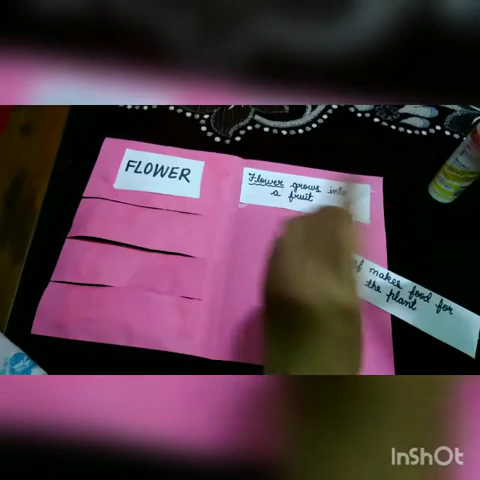 FLOWER
Flower grows into
a fruit
makes food for
the plant
InShOt